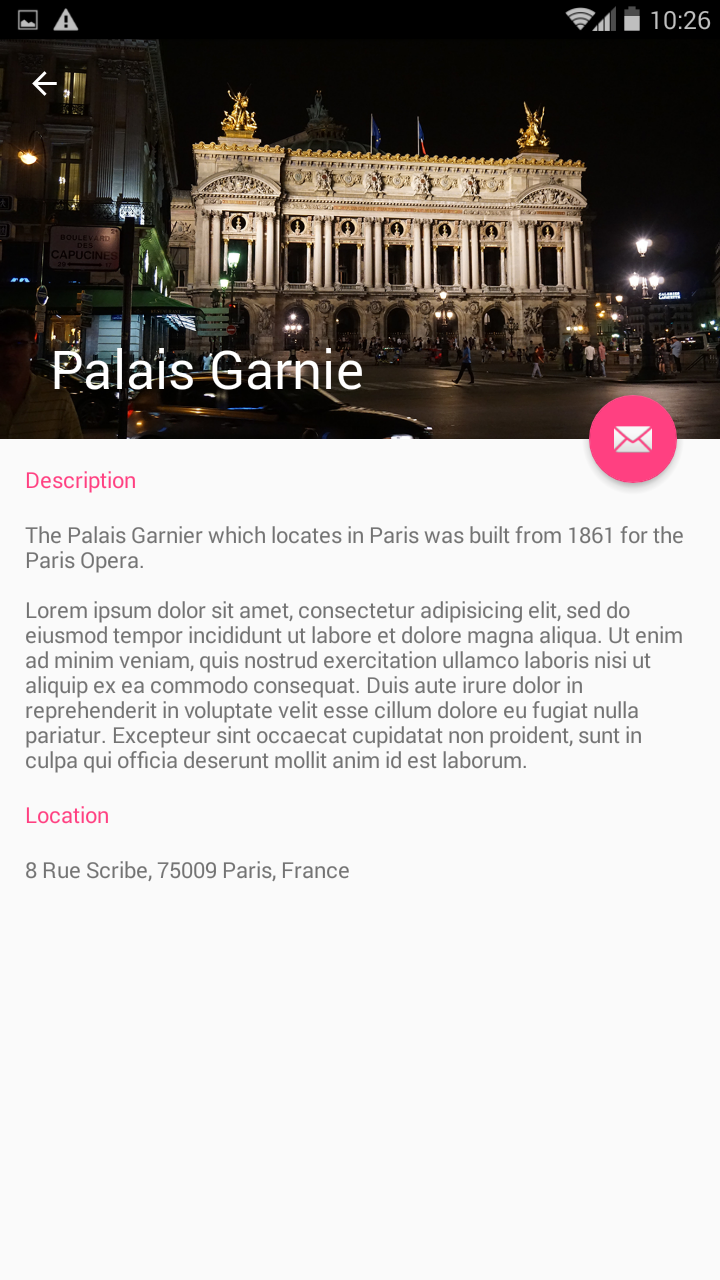 10:26
BOULEVARD
DES
CAPUCINES
Palais Garnie
Description
The Palais Garnier which locates in Paris was built from 1861 for the
Paris Opera.
Lorem ipsum dolor sit amet, consectetur adipisicing elit, sed do
eiusmod tempor incididunt ut labore et dolore magna aliqua. Ut enim
ad minim veniam, quis nostrud exercitation ullamco laboris nisi ut
aliquip ex ea commodo consequat. Duis aute irure dolor in
reprehenderit in voluptate velit esse cillum dolore eu fugiat nulla
pariatur. Excepteur sint occaecat cupidatat non proident, sunt in
culpa qui officia deserunt mollit anim id est laborum.
Location
8 Rue Scribe, 75009 Paris, France